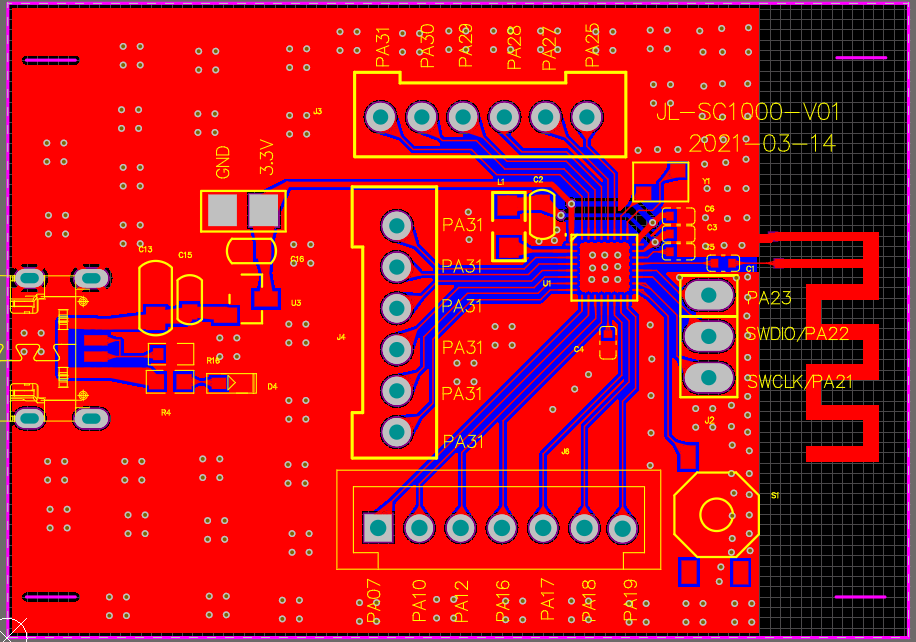 PA31
PA30
PA29
PA28
PA27
PA25
J3
JL-SC1000-V01
2021-03-14
GND
3.3V
L1
C2
Y1
C6
C3
C5
C1
PA31
PA31
PA31
PA31
PA31
PA31
C13
C15
C16
U3
U1
J4
C4
R4
D4
PA23
SWDIO/PA22
SWCLK/PA21
J2
J6
S1
PA07
PA10
PA12
PA16
PA17
PA18
PA19